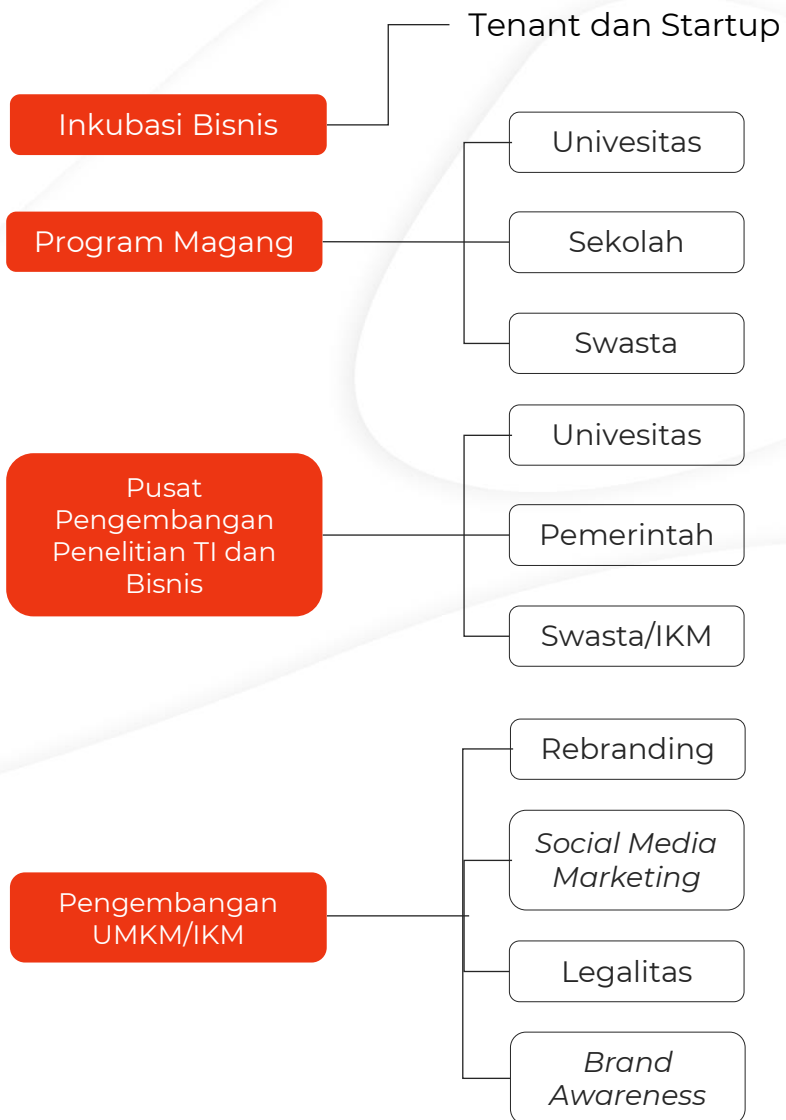 Tenant dan Startup
Inkubasi Bisnis
Univesitas
Program Magang
Sekolah
Swasta
Univesitas
Pusat
Pengembangan
Penelitian TI dan
Bisnis
Pemerintah
Swasta/IKM
Rebranding
Social Media
Marketing
Pengembangan
UMKM/IKM
Legalitas
Brand
Awareness